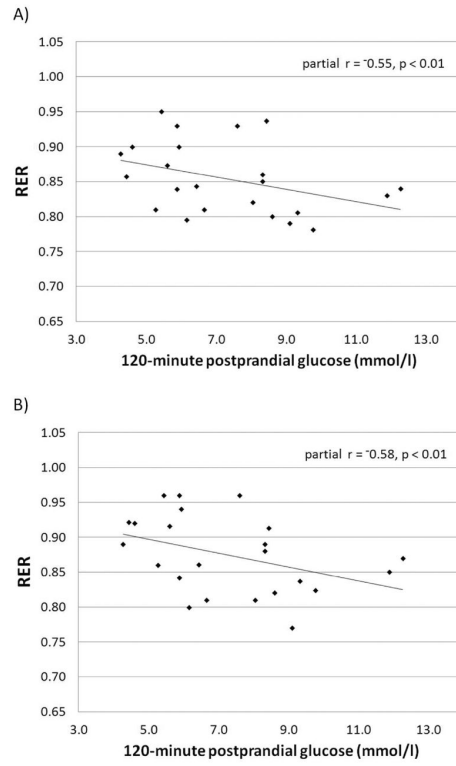 A)
1.05
partial r = ⁻0.55, p < 0.01
1.00
0.95
0.90
RER
0.85
0.80
0.75
0.70
0.65
3.0 5.0 7.0 9.0 11.0 13.0
120-minute postprandial glucose (mmol/l)
B)
1.05
partial r = ⁻0.58, p < 0.01
1.00
0.95
0.90
RER
0.85
0.80
0.75
0.70
0.65
3.0 5.0 7.0 9.0 11.0 13.0
120-minute postprandial glucose (mmol/l)